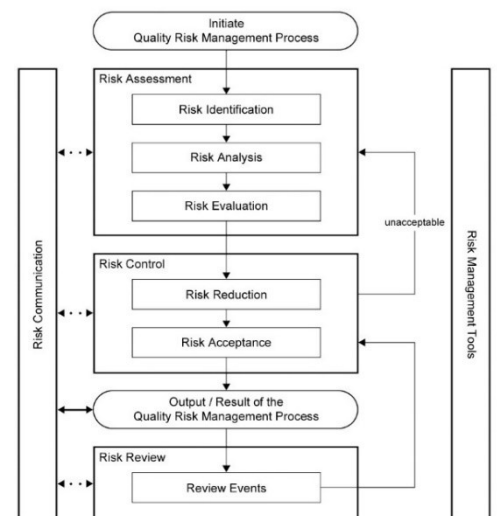 Initiate
Quality Risk Management Process
Risk Assessment
Risk Identification
Risk Analysis
Risk Evaluation
unacceptable
Risk Communication
Risk Management Tools
Risk Control
Risk Reduction
Risk Acceptance
Output / Result of the
Quality Risk Management Process
Risk Review
Review Events